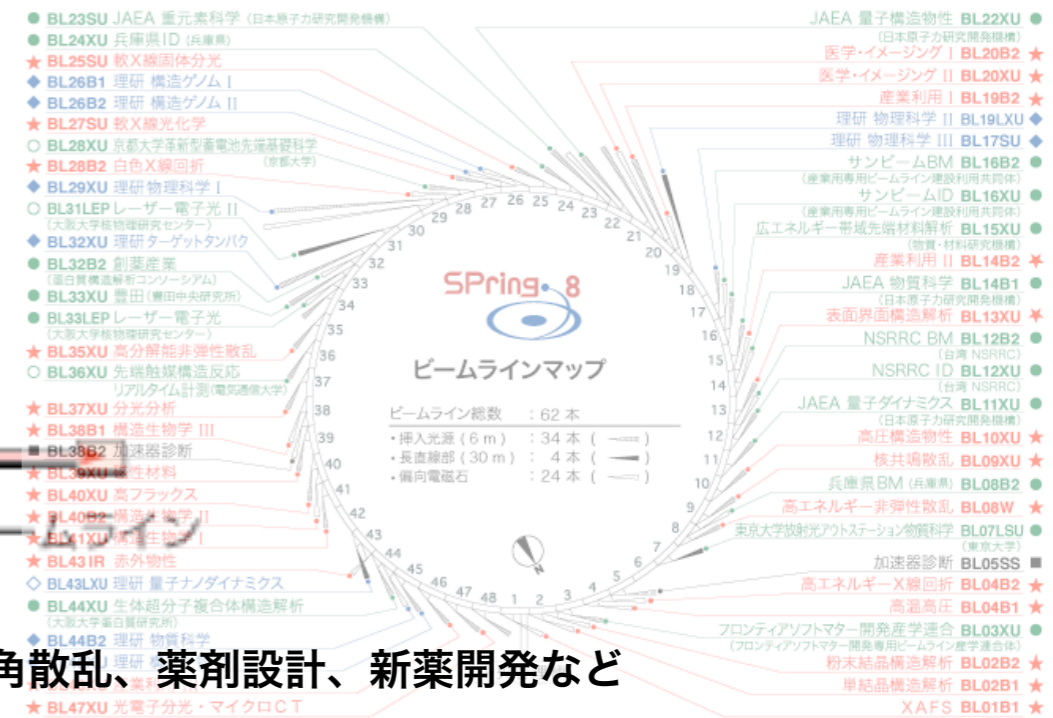 BL23SU JAEA 重元素科学 (日本原子力研究開発機構)
BL24XU 兵庫県ID (兵庫県)
BL25SU 軟X線固体分光
BL26B1 理研 構造ゲノム I
BL26B2 理研 構造ゲノム II
BL27SU 軟X線光化学
BL28XU 京都大学革新型蓄電池先端基礎科学
(京都大学)
BL28B2 白色X線回折
BL29XU 理研 物理科学 I
BL31LEP レーザー電子光 II
(大阪大学核物理研究センター)
BL32XU 理研 ターゲットタンパク
BL32B2 創薬産業
(蛋白質構造解析コンソーシアム)
BL33XU 豊田 (豊田中央研究所)
BL33LEP レーザー電子光
(大阪大学核物理研究センター)
BL35XU 高分解能非弾性散乱
BL36XU 先端触媒構造反応
リアルタイム計測 (電気通信大学)
BL37XU 分光分析
BL38B1 構造生物学 III
BL38B2 加速器診断
BL39XU 磁性材料
BL40XU 高フラックス
BL40B2 構造生物学 II
BL41XU 構造生物学 I
ームライン
BL43IR 赤外物性
BL43LXU 理研 量子ナノダイナミクス
BL44XU 生体超分子複合体構造解析
(大阪大学蛋白質研究所)
BL44B2 理研 物質科学
角散乱、薬剤設計、新薬開発など
BL47XU 光電子分光・マイクロCT
SPring-8
ビームラインマップ
ビームライン総数 : 62 本
・挿入光源 ( 6 m ) : 34 本 ( )
・長直線部 ( 30 m ) : 4 本 ( )
・偏向電磁石 : 24 本 ( )
N
1 2 3 4 5 6 7 8 9 10 11 12 13 14 15 16 17 18 19 20 21 22 23 24 25 26 27 28 29 30 31 32 33 34 35 36 37 38 39 40 41 42 43 44 45 46 47 48
JAEA 量子構造物性 BL22XU
(日本原子力研究開発機構)
医学・イメージング I BL20B2
医学・イメージング II BL20XU
産業利用 I BL19B2
理研 物理科学 II BL19LXU
理研 物理科学 III BL17SU
サンビームBM BL16B2
(産業用専用ビームライン建設利用共同体)
サンビームID BL16XU
(産業用専用ビームライン建設利用共同体)
広エネルギー帯域先端材料解析 BL15XU
(物質・材料研究機構)
産業利用 II BL14B2
JAEA 物質科学 BL14B1
(日本原子力研究開発機構)
表面界面構造解析 BL13XU
NSRRC BM BL12B2
(台湾 NSRRC)
NSRRC ID BL12XU
(台湾 NSRRC)
JAEA 量子ダイナミクス BL11XU
(日本原子力研究開発機構)
高圧構造物性 BL10XU
核共鳴散乱 BL09XU
兵庫県BM (兵庫県) BL08B2
高エネルギー非弾性散乱 BL08W
東京大学放射光アウトステーション物質科学 BL07LSU
(東京大学)
加速器診断 BL05SS
高エネルギーX線回折 BL04B2
高温高圧 BL04B1
フロンティアソフトマター開発産学連合 BL03XU
(フロンティアソフトマター開発専用ビームライン産学連合体)
粉末結晶構造解析 BL02B2
単結晶構造解析 BL02B1
XAFS BL01B1